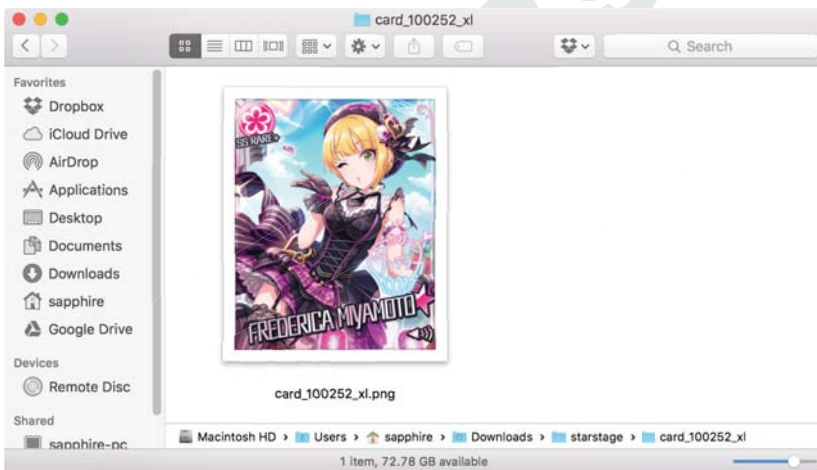 card_100252_xl
Search
Favorites
Dropbox
iCloud Drive
AirDrop
Applications
Desktop
Documents
Downloads
sapphire
Google Drive
Devices
Remote Disc
Shared
sapphire-pc
SS RARE+
FREDERICA MIYAMOTO
card_100252_xl.png
Macintosh HD › Users › sapphire › Downloads › starstage › card_100252_xl
1 item, 72.78 GB available